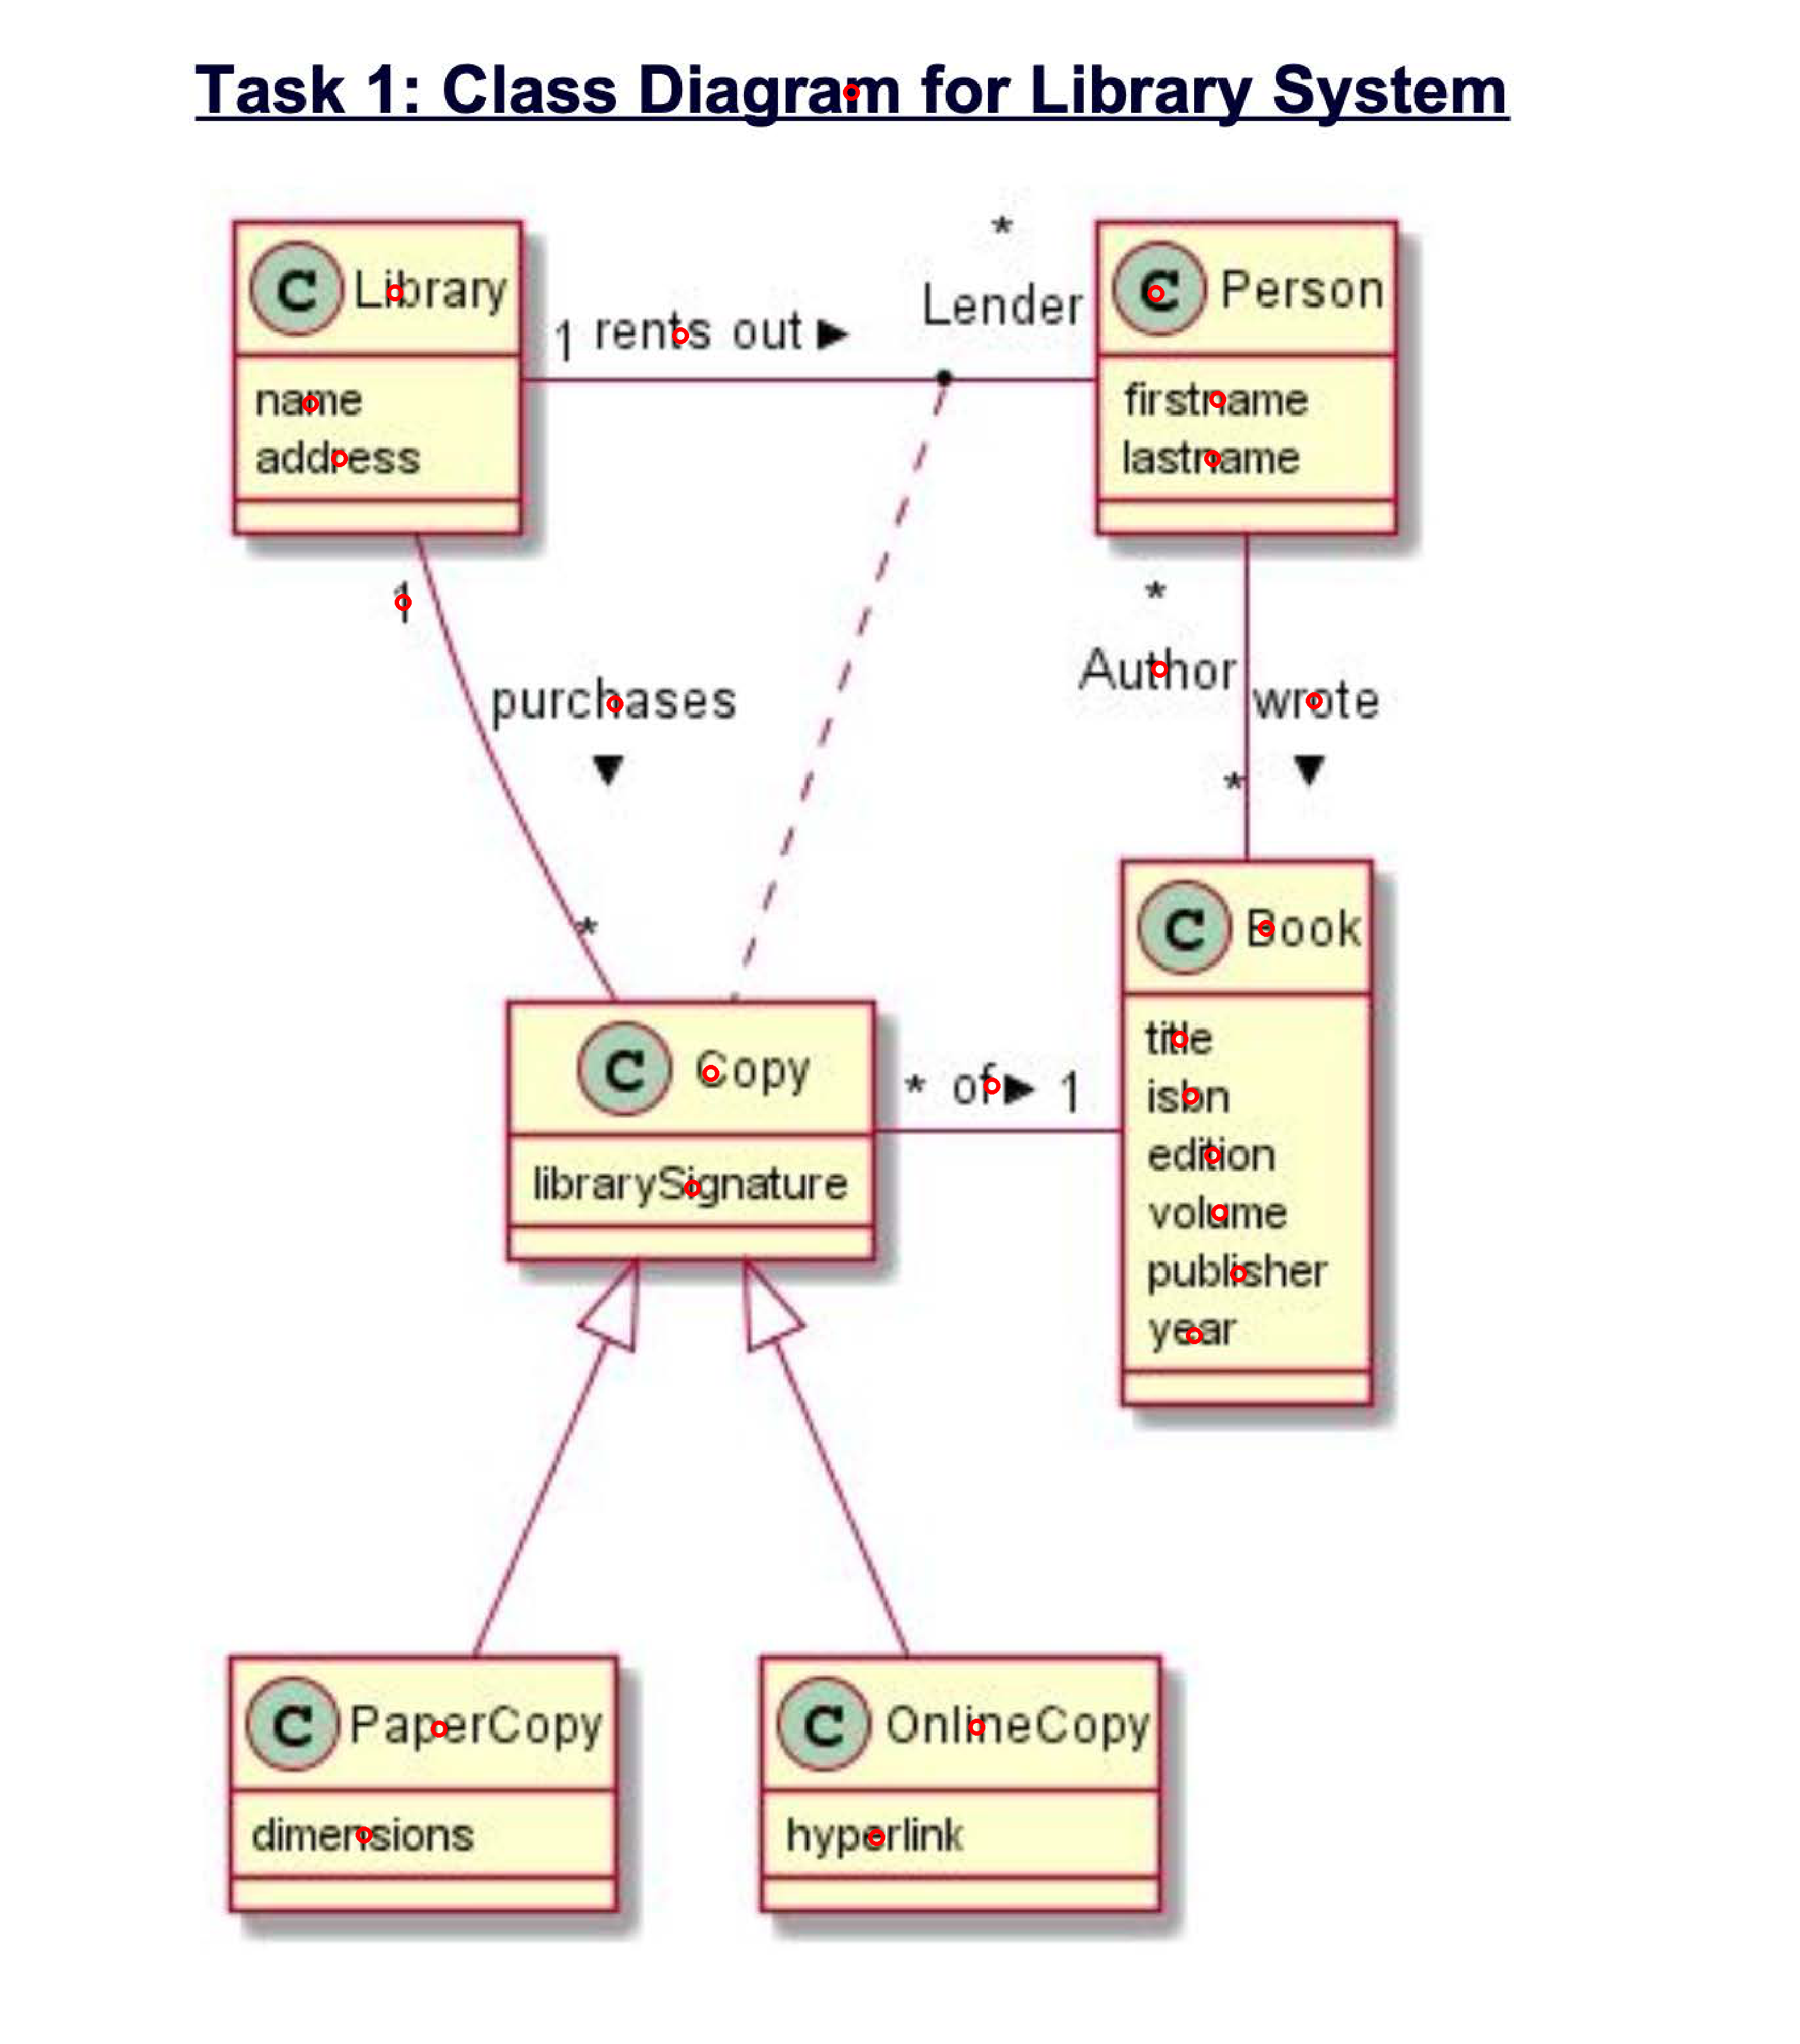 Task 1: Class Diagram for Library System
*
C Library
C Person
Lender
1 rents out ▶
name
address
firstname
lastname
1
*
Author
purchases
▼
wrote
▼
*
*
C Book
C Copy
title
* of ▶ 1
isbn
edition
librarySignature
volume
publisher
year
C PaperCopy
C OnlineCopy
dimensions
hyperlink